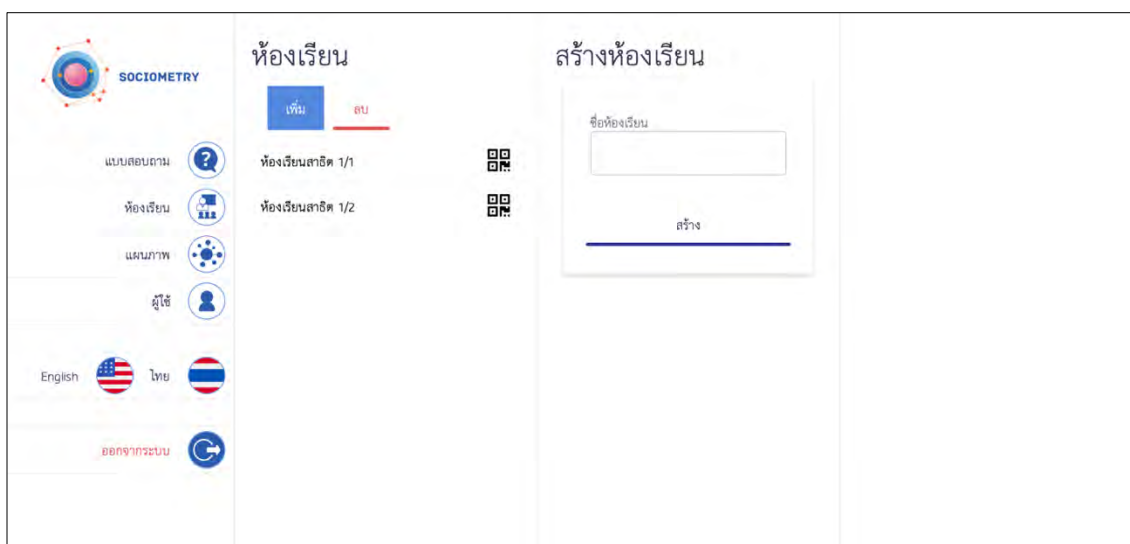 SOCIOMETRY
แบบสอบถาม
ห้องเรียน
แผนภาพ
ผู้ใช้
English ไทย
ออกจากระบบ
ห้องเรียน
เพิ่ม ลบ
ห้องเรียนสาธิต 1/1
ห้องเรียนสาธิต 1/2
สร้างห้องเรียน
ชื่อห้องเรียน
สร้าง